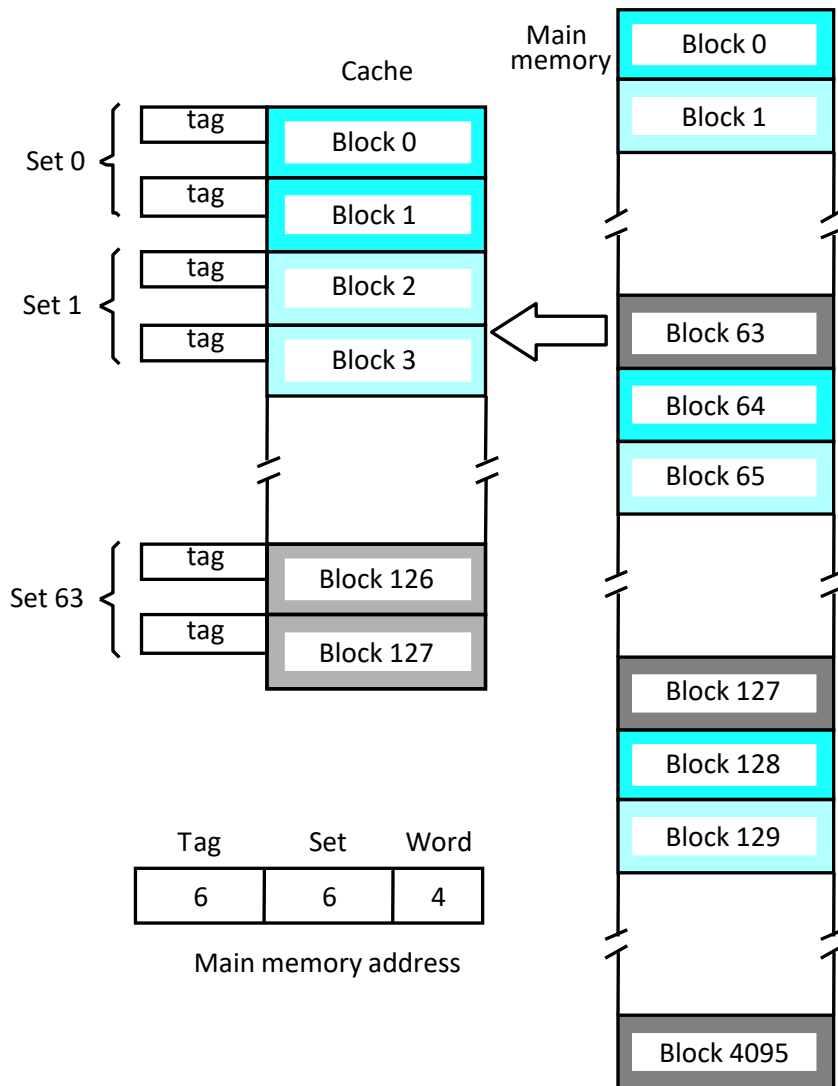 Main
memory
Block 0
Block 1
Block 63
Block 64
Block 65
Block 127
Block 128
Block 129
Block 4095
Cache
Set 0
tag
Block 0
tag
Block 1
Set 1
tag
Block 2
tag
Block 3
Set 63
tag
Block 126
tag
Block 127
Tag Set Word
6 6 4
Main memory address